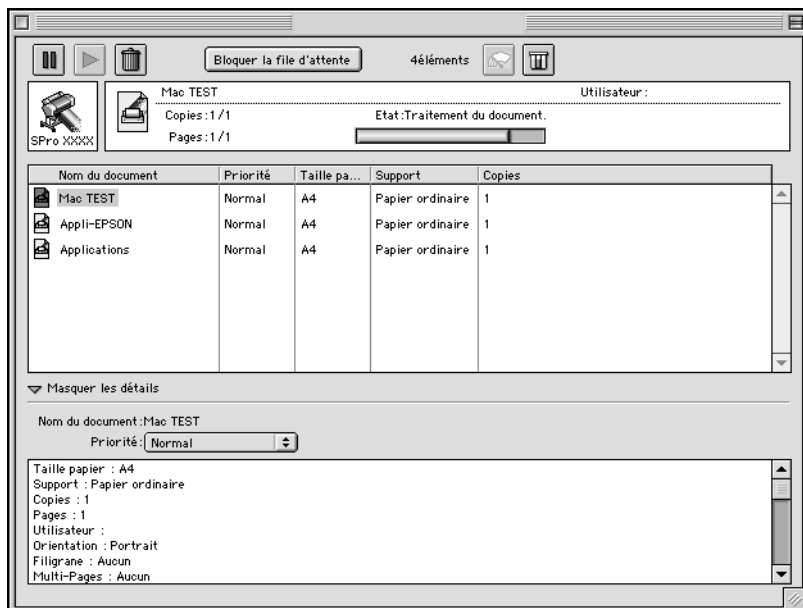 Bloquer la file d'attente 4éléments
SPro XXXX
Mac TEST Utilisateur :
Copies :1/1 Etat :Traitement du document.
Pages :1/1
Nom du document Priorité Taille pa... Support Copies
Mac TEST Normal A4 Papier ordinaire 1
Appli-EPSON Normal A4 Papier ordinaire 1
Applications Normal A4 Papier ordinaire 1
Masquer les détails
Nom du document :Mac TEST
Priorité : Normal
Taille papier : A4
Support : Papier ordinaire
Copies : 1
Pages : 1
Utilisateur :
Orientation : Portrait
Filigrane : Aucun
Multi-Pages : Aucun